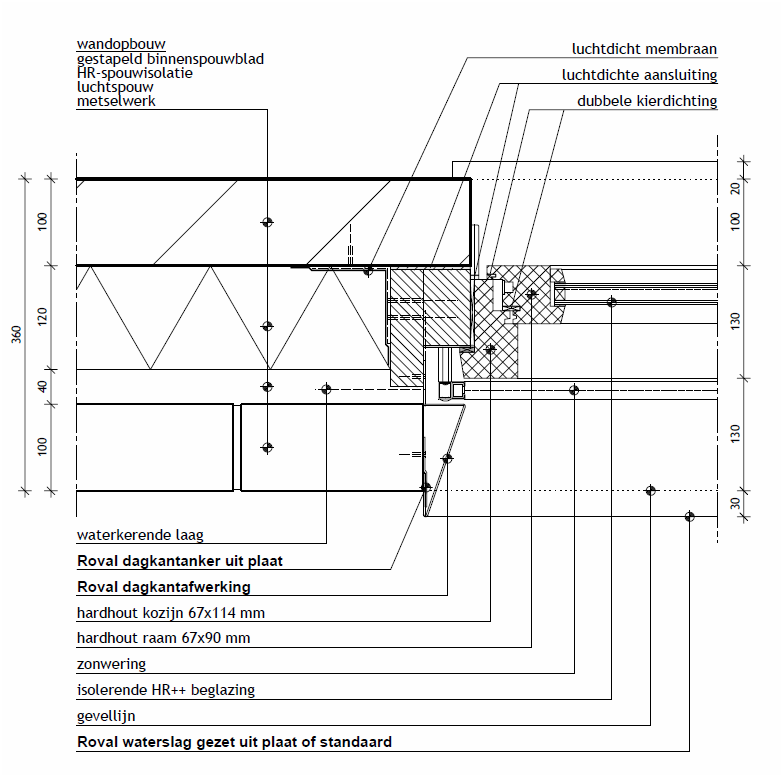 wandopbouw
gestapeld binnenspouwblad
HR-spouwisolatie
luchtspouw
metselwerk
luchtdicht membraan
luchtdichte aansluiting
dubbele kierdichting
360
100
120
40
100
20
100
130
130
30
waterkerende laag
Roval dagkantanker uit plaat
Roval dagkantafwerking
hardhout kozijn 67x114 mm
hardhout raam 67x90 mm
zonwering
isolerende HR++ beglazing
gevellijn
Roval waterslag gezet uit plaat of standaard